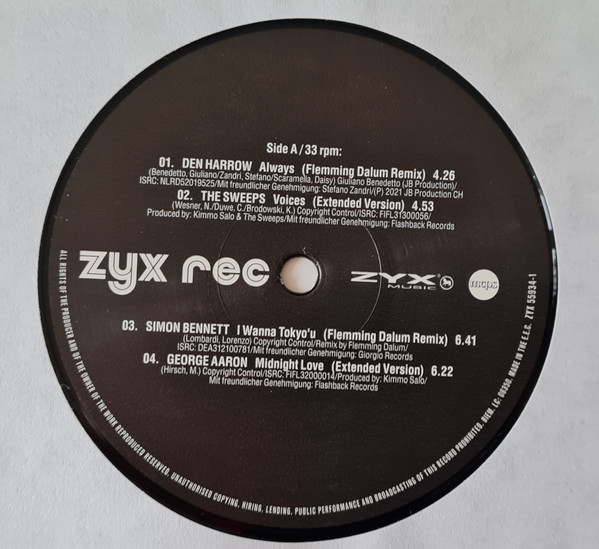 Side A / 33 rpm:
01. DEN HARROW Always (Flemming Dalum Remix) 4.26
(Benedetto, Giuliano/Zandri, Stefano/Scaramella, Daisy) Giuliano Benedetto (JB Production)/
ISRC: NLRD52019525/Mit freundlicher Genehmigung: Stefano Zandri/(P) 2021 JB Production CH
02. THE SWEEPS Voices (Extended Version) 4.53
(Wesner, N./Duwe, C./Brodowski, K.) Copyright Control/ISRC: FIFL31300056/
Produced by: Kimmo Salo & The Sweeps/Mit freundlicher Genehmigung: Flashback Records
zyx rec
ZYX MUSIC
mcps
03. SIMON BENNETT I Wanna Tokyo'u (Flemming Dalum Remix) 6.41
(Lombardi, Lorenzo) Copyright Control/Remix by Flemming Dalum/
ISRC: DEA312100781/Mit freundlicher Genehmigung: Giorgio Records
04. GEORGE AARON Midnight Love (Extended Version) 6.22
(Hirsch, M.) Copyright Control/ISRC: FIFL32000014/Produced by: Kimmo Salo/
Mit freundlicher Genehmigung: Flashback Records
ALL RIGHTS OF THE PRODUCER AND OF THE OWNER OF THE WORK REPRODUCED RESERVED. UNAUTHORISED COPYING, HIRING, LENDING, PUBLIC PERFORMANCE AND BROADCASTING OF THIS RECORD PROHIBITED. BIEM. LC: 06350. MADE IN THE E.E.C. ZYX 55934-1